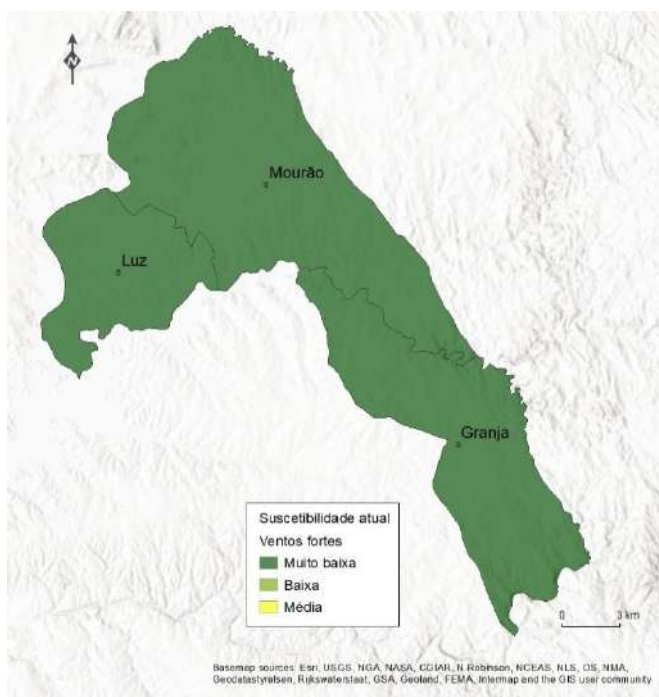 N
Mourão
Luz
Granja
Suscetibilidade atual
Ventos fortes
Muito baixa
Baixa
Média
0 3 km
Basemap sources: Esri, USGS, NGA, NASA, CGIAR, N Robinson, NCEAS, NLS, OS, NMA,
Geodatastyrelsen, Rijkswaterstaat, GSA, Geoland, FEMA, Intermap and the GIS user community